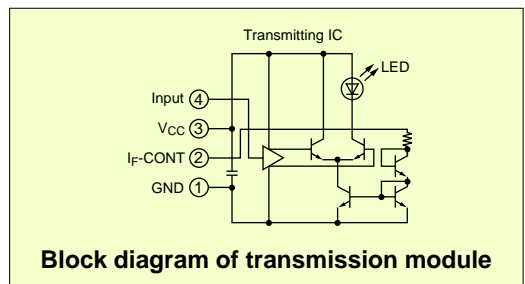 Transmitting IC
LED
Input ④
VCC ③
IF-CONT ②
GND ①
Block diagram of transmission module